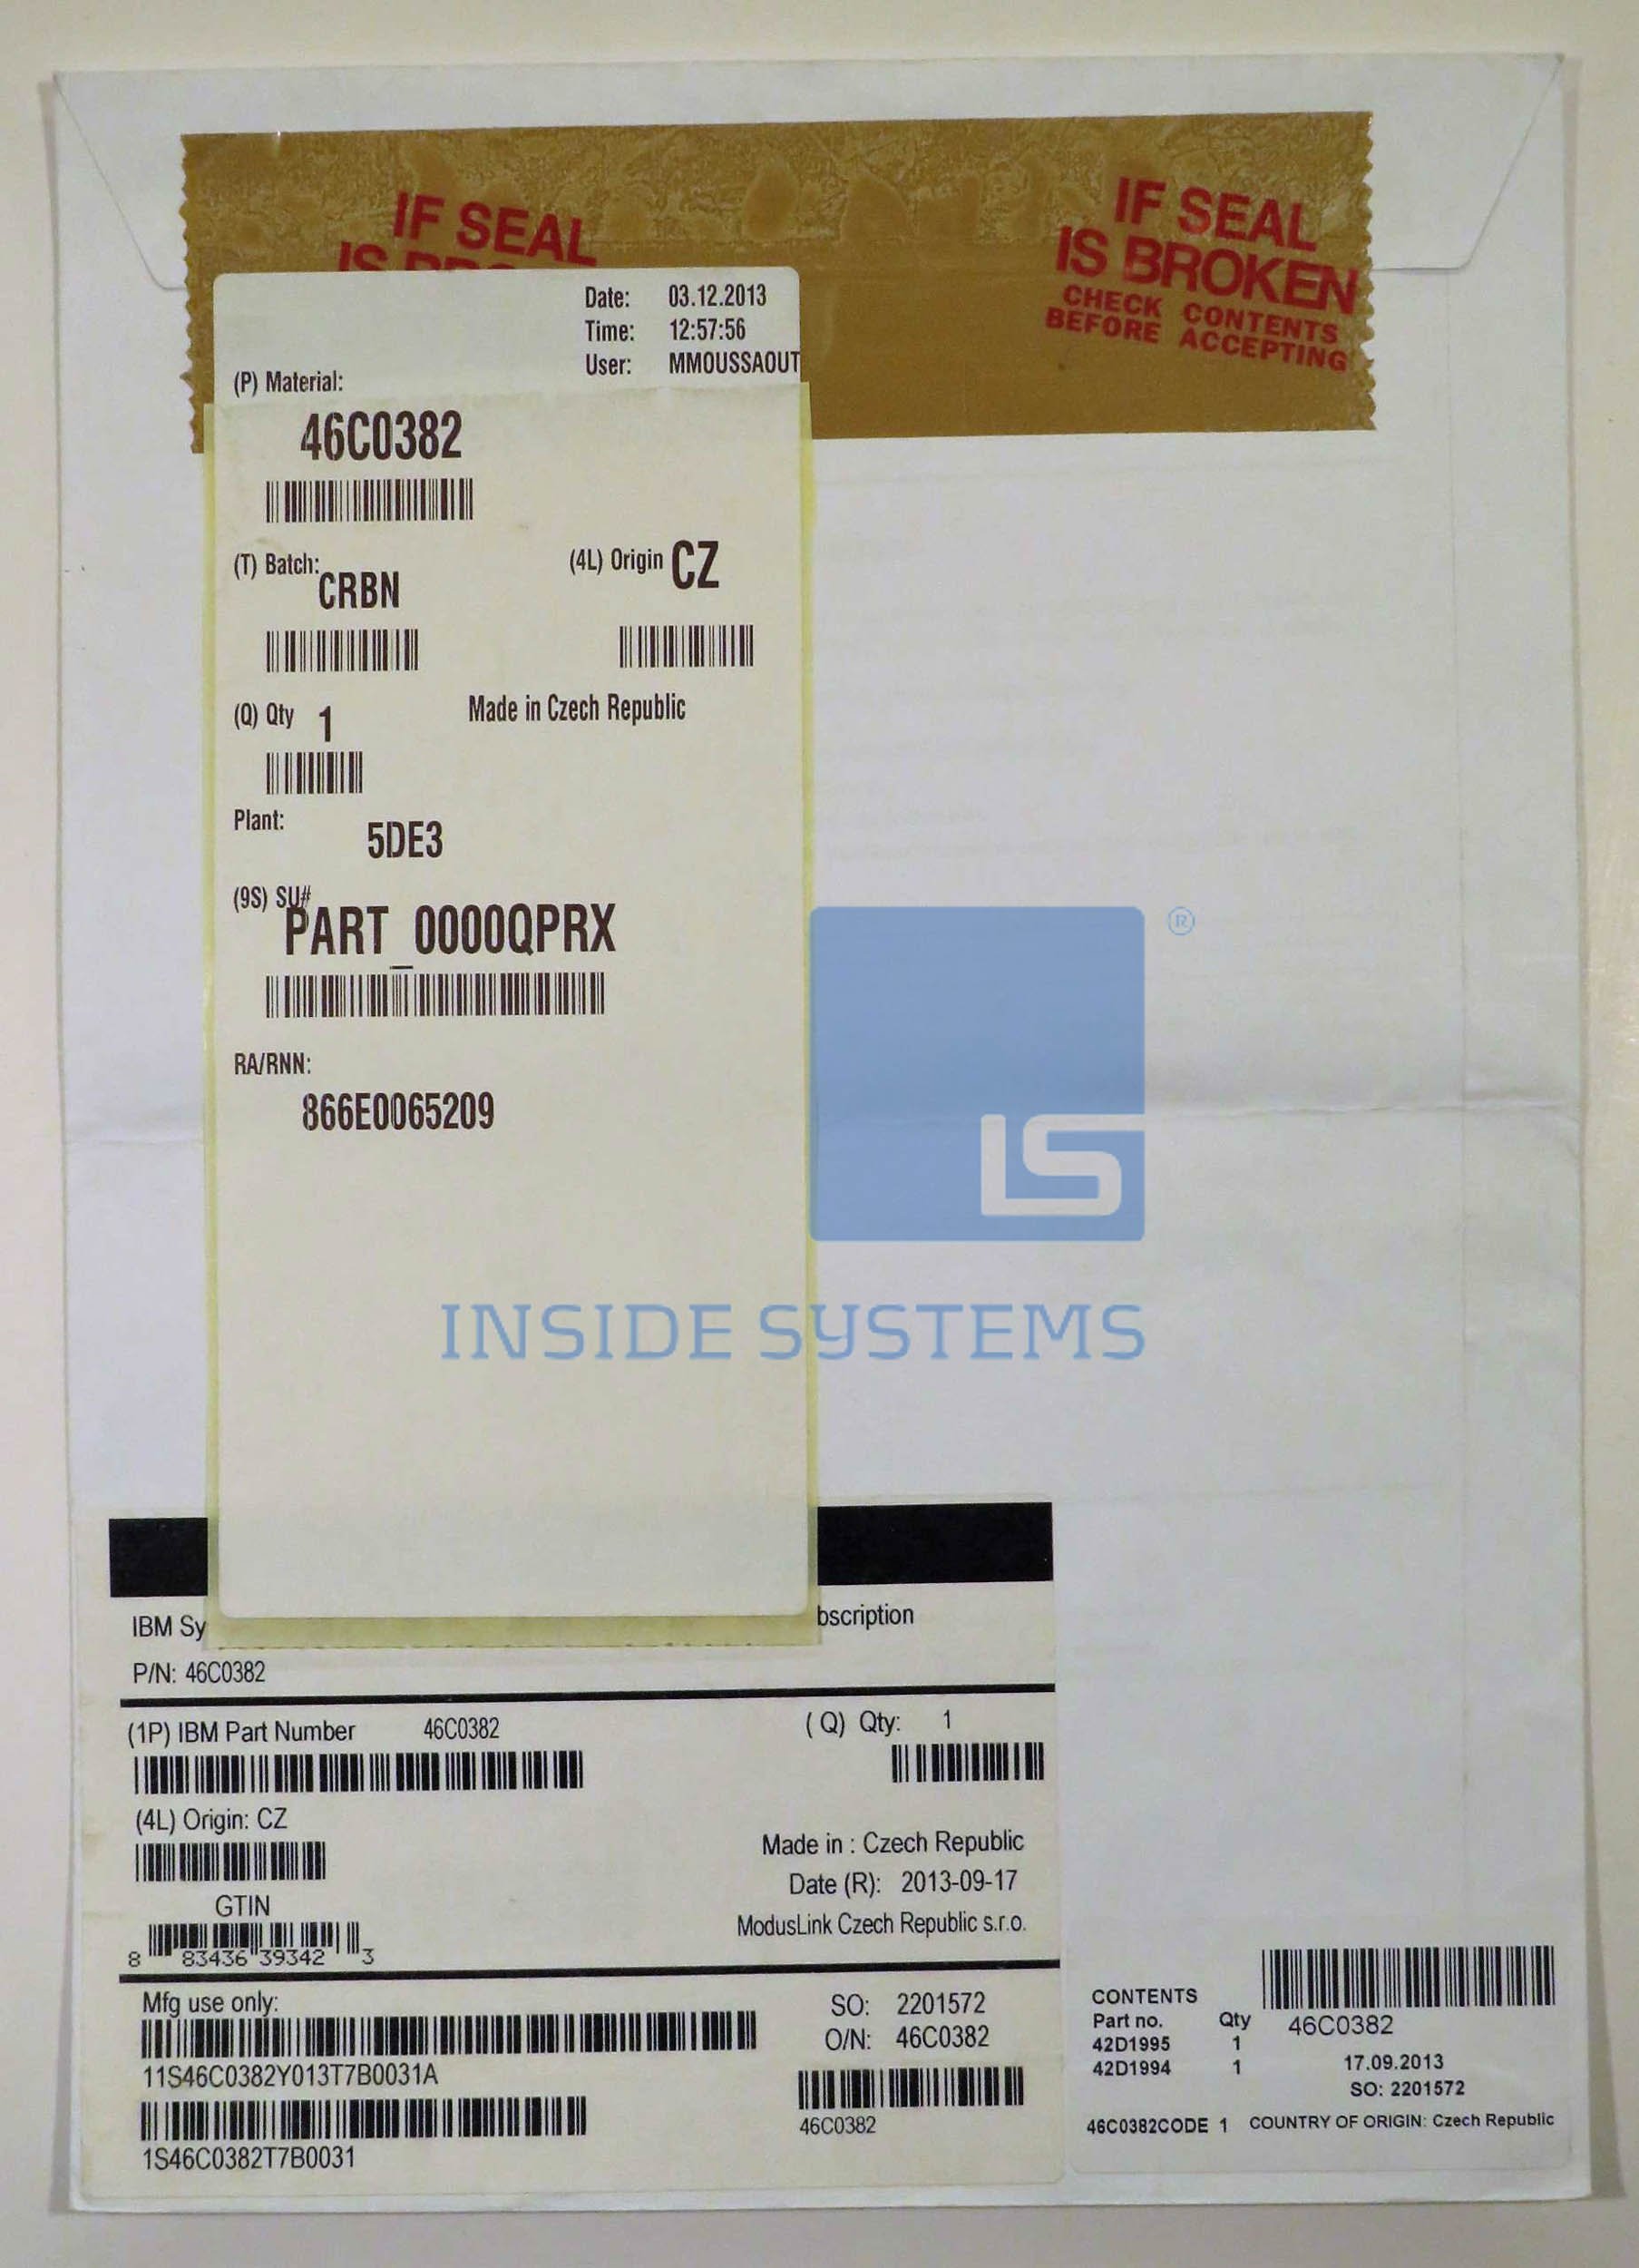 IF SEAL
IF SEAL
IS BROKEN
CHECK CONTENTS
BEFORE ACCEPTING
IS
Date: 03.12.2013
Time: 12:57:56
User: MMOUSSAOUT
(P) Material:
46C0382
(T) Batch: CRBN
(4L) Origin CZ
(Q) Qty 1
Made in Czech Republic
Plant: 5DE3
(9S) SU#
PART_0000QPRX
RA/RNN:
866E0065209
®
LS
INSIDE SYSTEMS
IBM Sy
bscription
P/N: 46C0382
(1P) IBM Part Number 46C0382
(Q) Qty: 1
(4L) Origin: CZ
Made in : Czech Republic
Date (R): 2013-09-17
GTIN
ModusLink Czech Republic s.r.o.
8 83436 39342 3
Mfg use only:
SO: 2201572
O/N: 46C0382
11S46C0382Y013T7B0031A
46C0382
1S46C0382T7B0031
CONTENTS
Part no. Qty
46C0382
42D1995 1
42D1994 1
17.09.2013
SO: 2201572
46C0382CODE 1 COUNTRY OF ORIGIN: Czech Republic